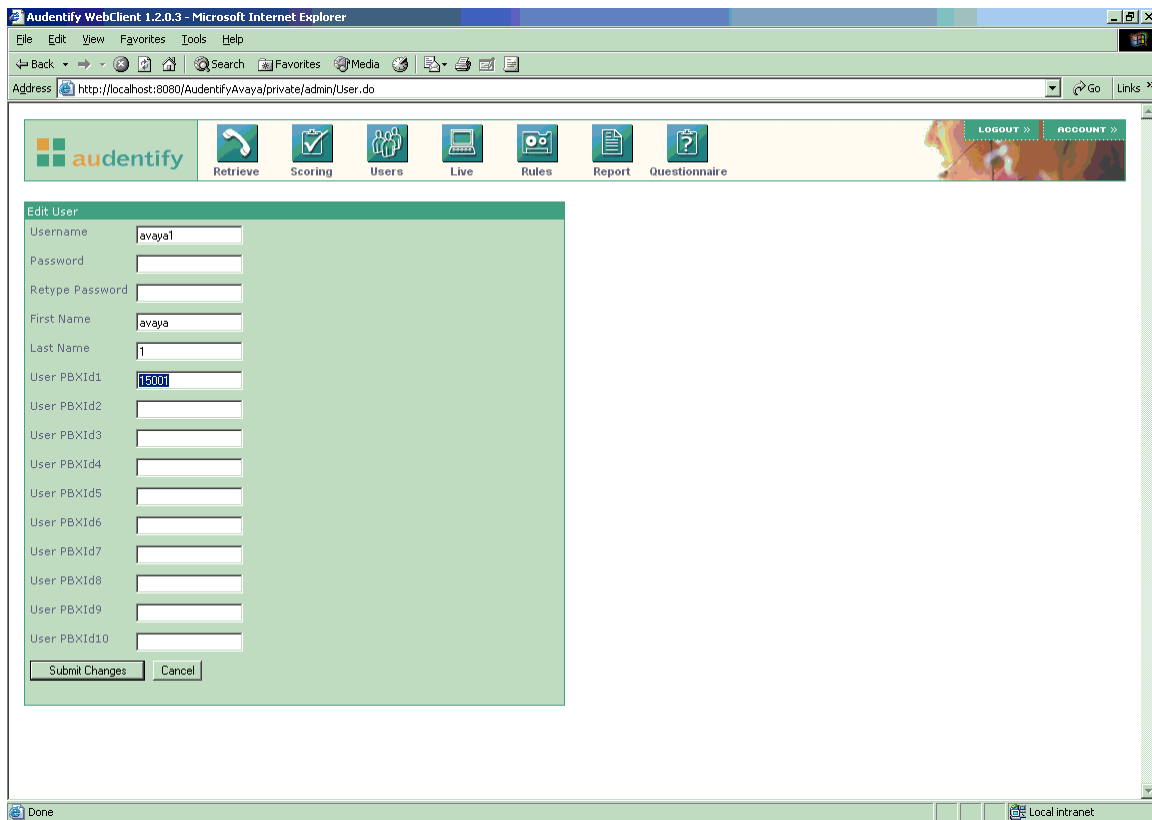 Audentify WebClient 1.2.0.3 - Microsoft Internet Explorer
File Edit View Favorites Tools Help
Back Search Favorites Media
Address http://localhost:8080/AudentifyAvaya/private/admin/User.do Go Links »
audentify
Retrieve Scoring Users Live Rules Report Questionnaire
LOGOUT » ACCOUNT »
Edit User
Username avaya1
Password
Retype Password
First Name avaya
Last Name 1
User PBXId1 15001
User PBXId2
User PBXId3
User PBXId4
User PBXId5
User PBXId6
User PBXId7
User PBXId8
User PBXId9
User PBXId10
Submit Changes Cancel
Done Local intranet